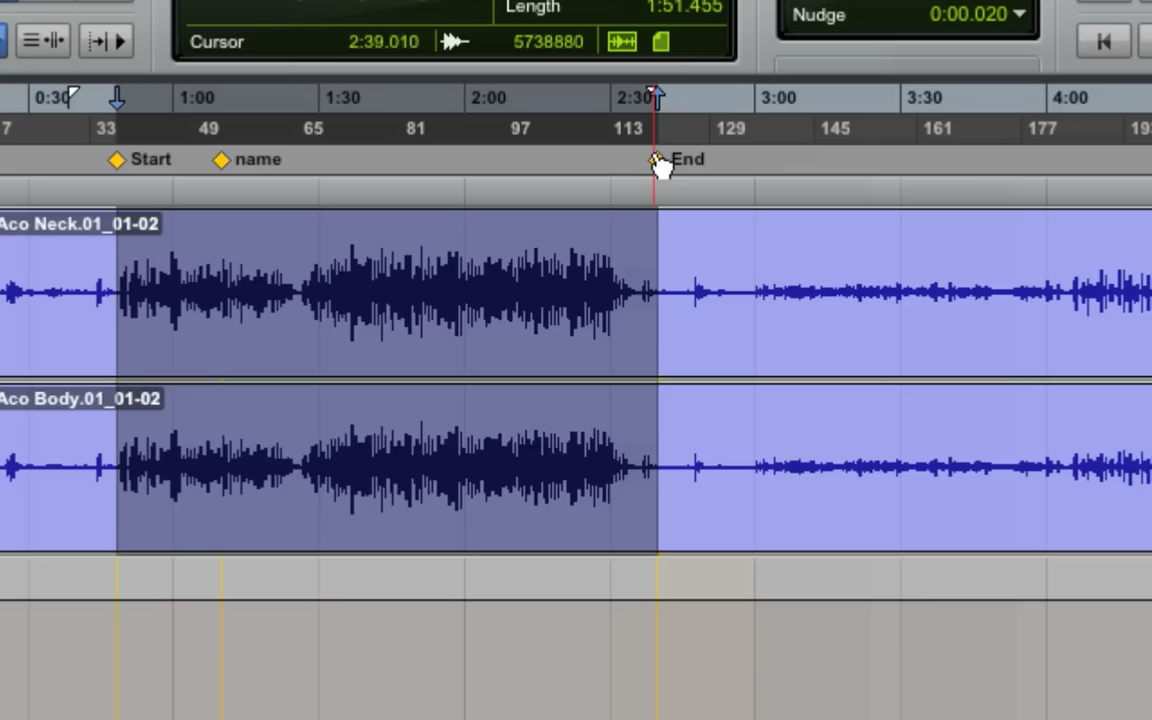 Length 1:51.455
Nudge 0:00.020
Cursor 2:39.010 5738880
0:30 1:00 1:30 2:00 2:30 3:00 3:30 4:00
7 33 49 65 81 97 113 129 145 161 177 193
Start name End
Aco Neck.01_01-02
Aco Body.01_01-02